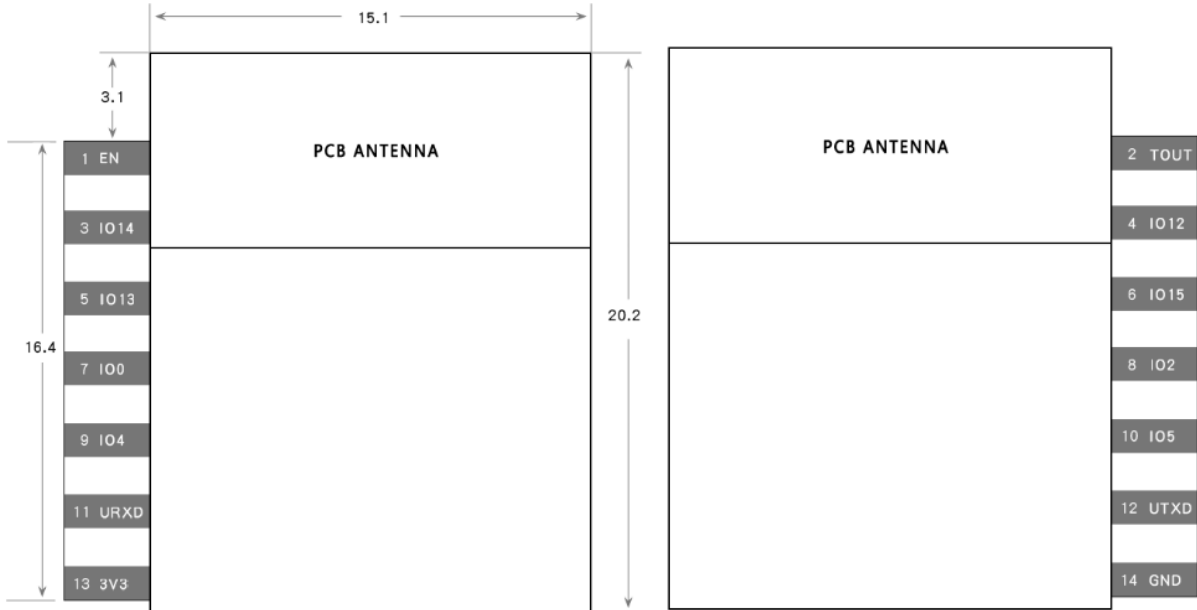 15.1
3.1
PCB ANTENNA
PCB ANTENNA
1 EN
2 TOUT
3 IO14
4 IO12
5 IO13
6 IO15
20.2
16.4
7 IO0
8 IO2
9 IO4
10 IO5
11 URXD
12 UTXD
13 3V3
14 GND